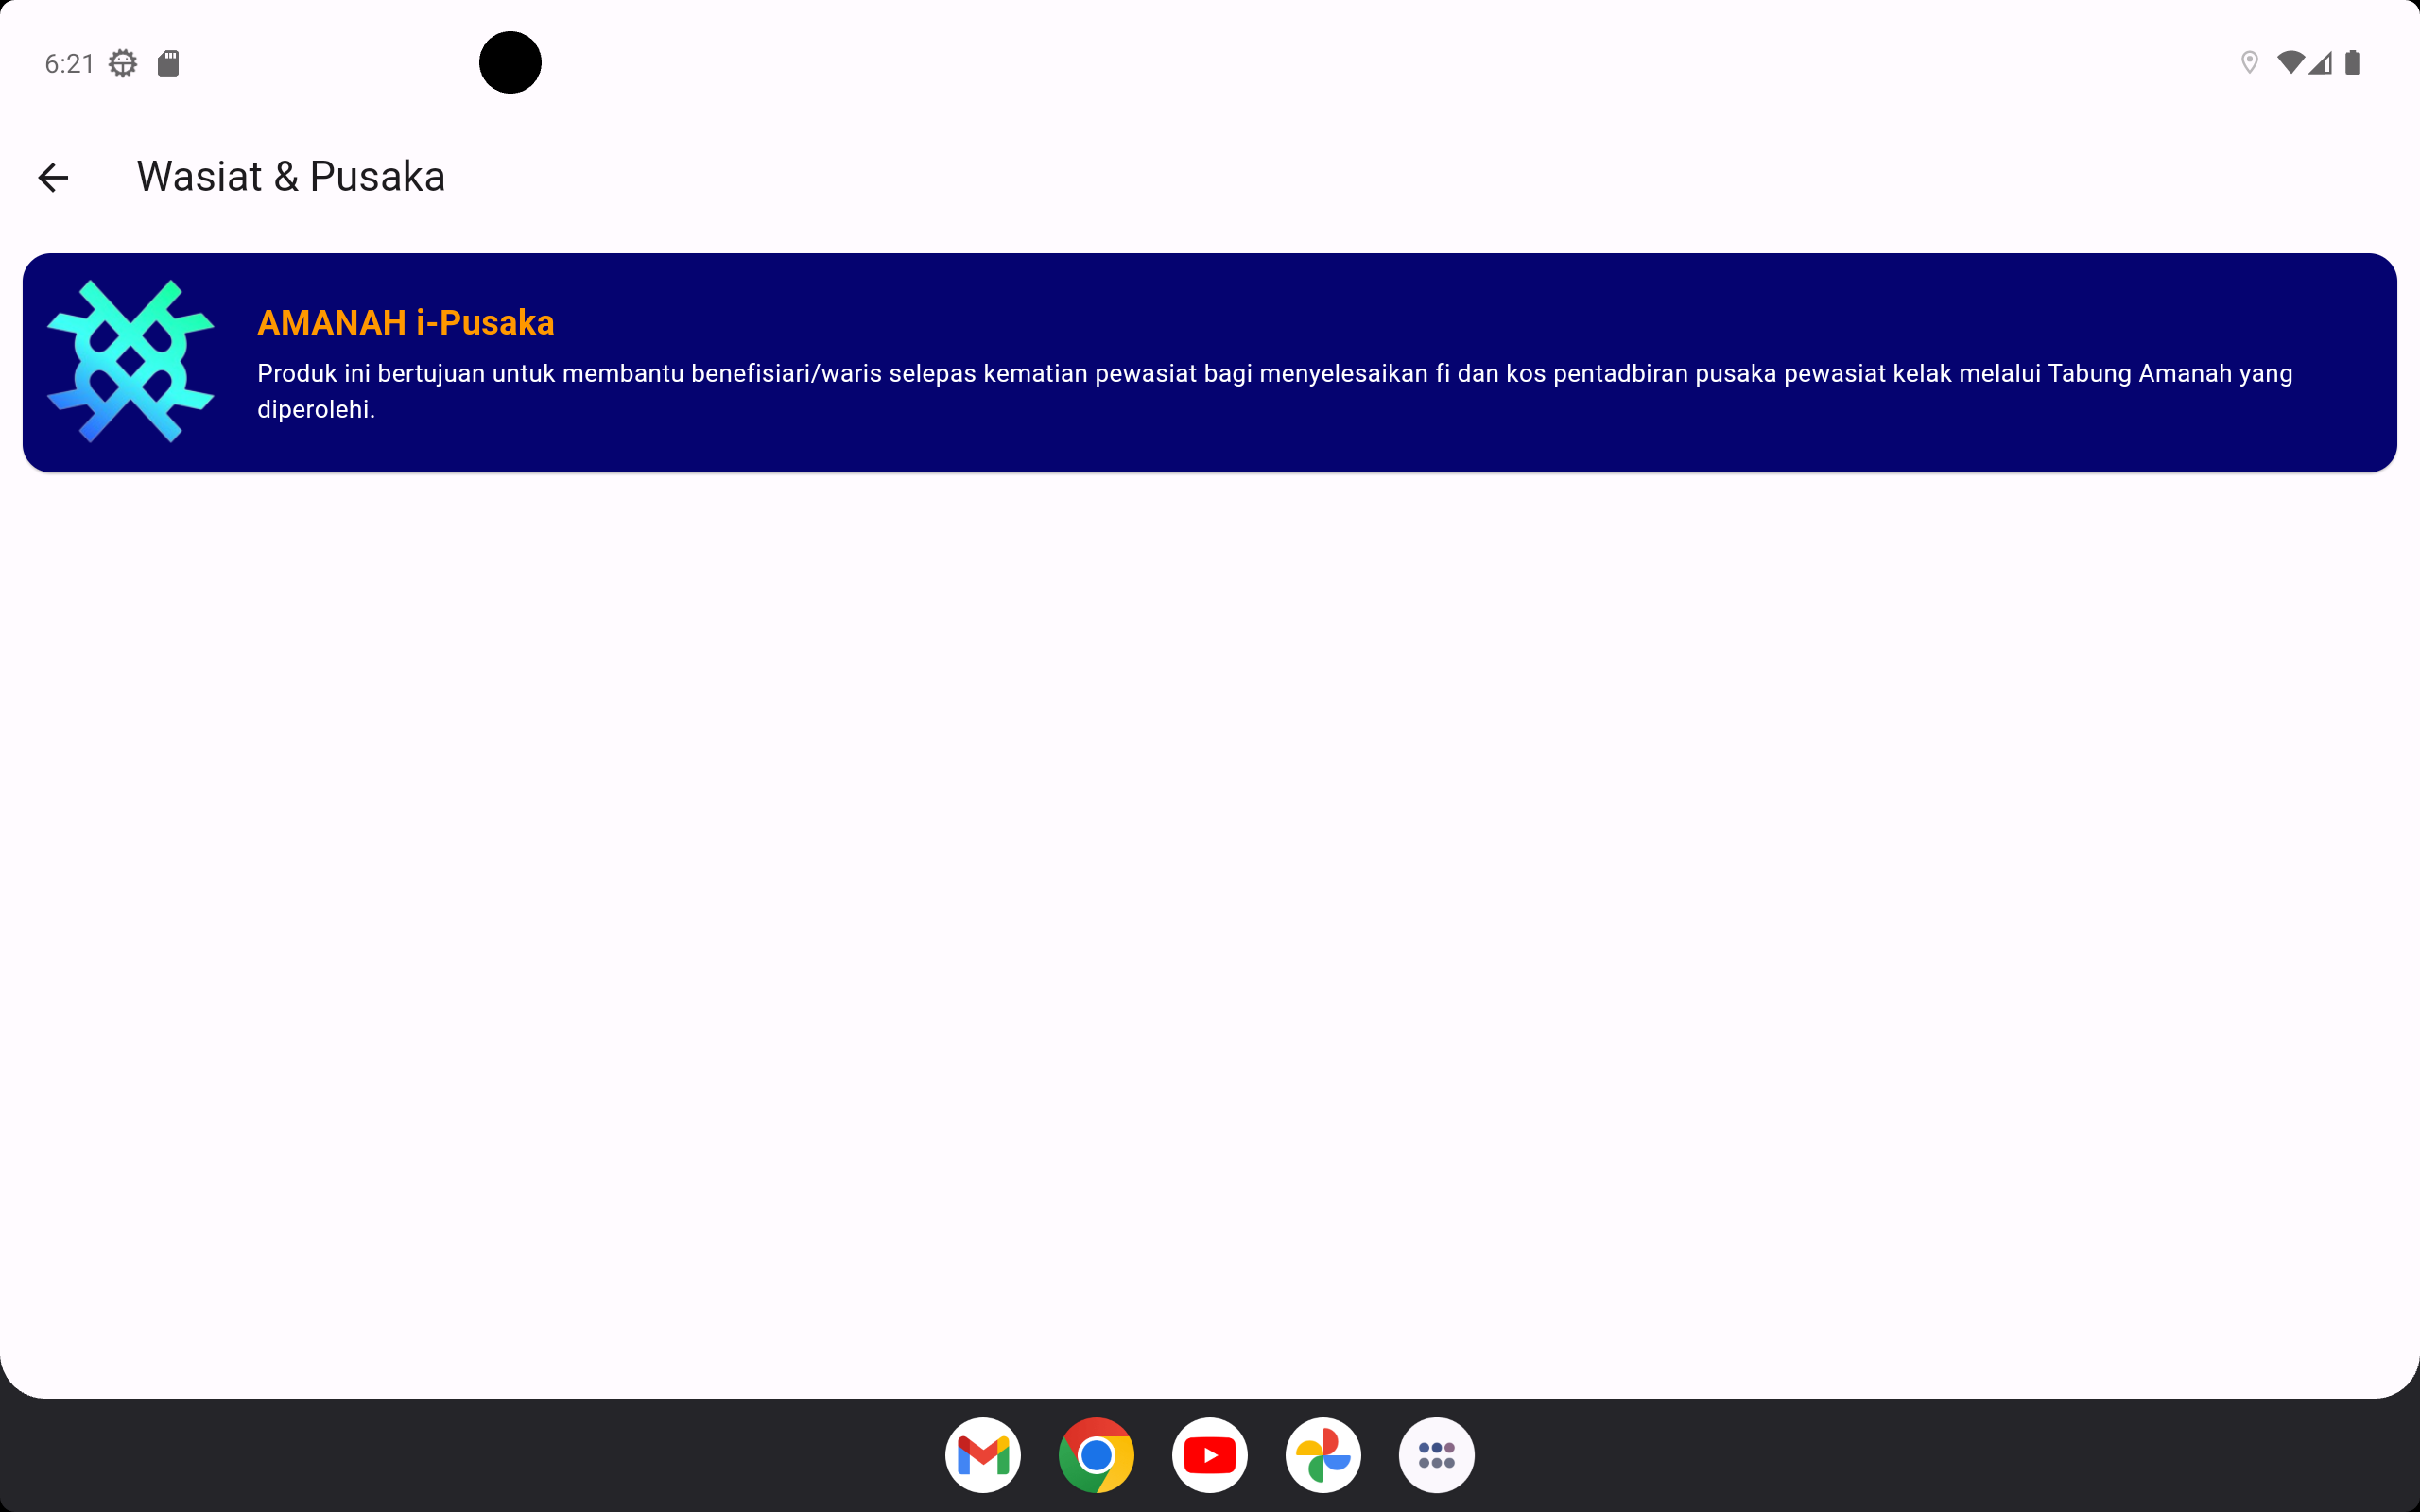 6:21
Wasiat & Pusaka
AMANAH i-Pusaka
Produk ini bertujuan untuk membantu benefisiari/waris selepas kematian pewasiat bagi menyelesaikan fi dan kos pentadbiran pusaka pewasiat kelak melalui Tabung Amanah yang
diperolehi.